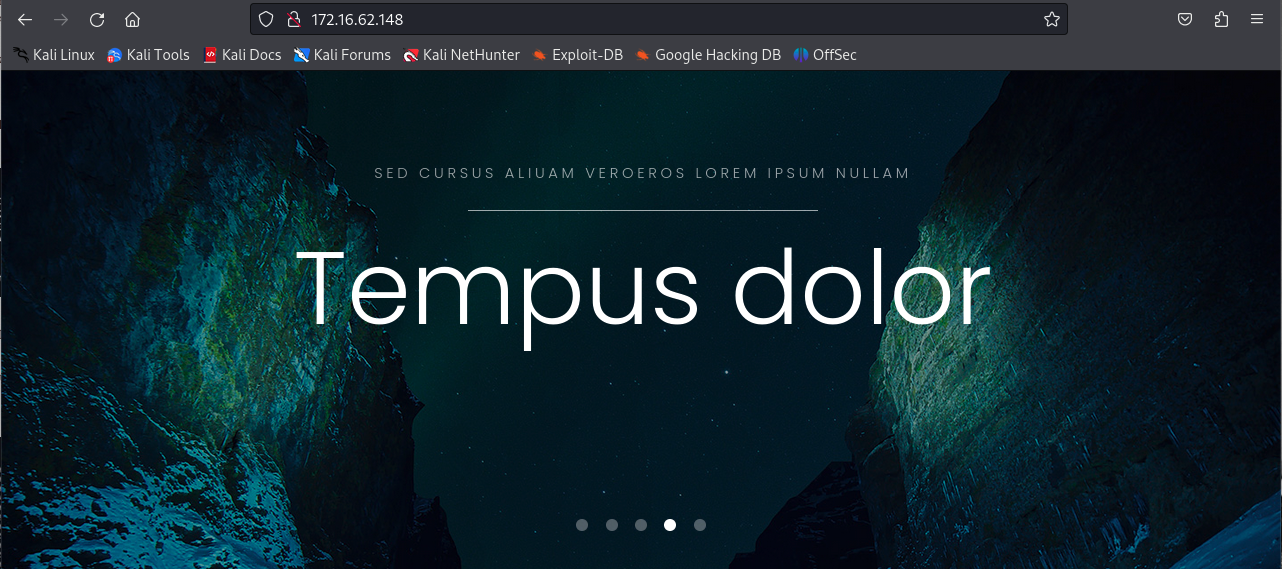 172.16.62.148
Kali Linux Kali Tools Kali Docs Kali Forums Kali NetHunter Exploit-DB Google Hacking DB OffSec
SED CURSUS ALIUAM VEROEROS LOREM IPSUM NULLAM
Tempus dolor